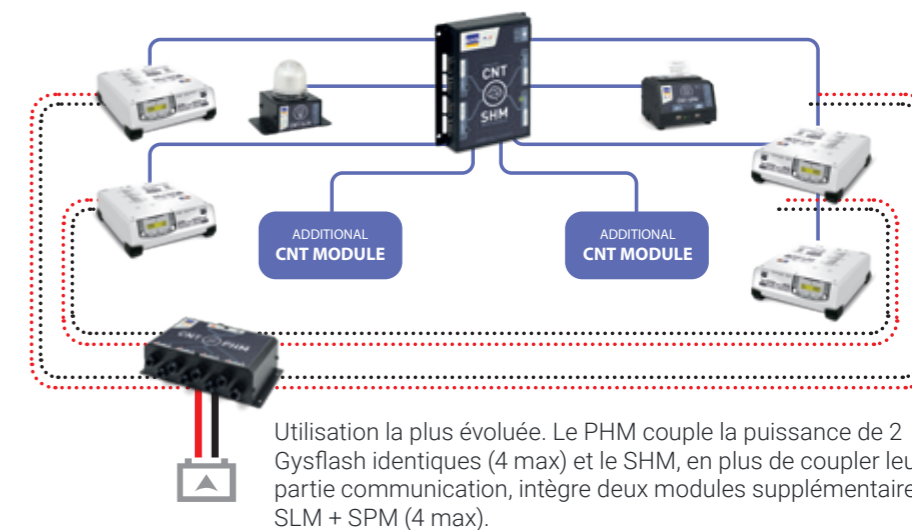 CNT
SHM
ADDITIONAL
CNT MODULE
ADDITIONAL
CNT MODULE
CNT PHM
Utilisation la plus évoluée. Le PHM couple la puissance de 2
Gysflash identiques (4 max) et le SHM, en plus de coupler leu
partie communication, intègre deux modules supplémentaire
SLM + SPM (4 max).